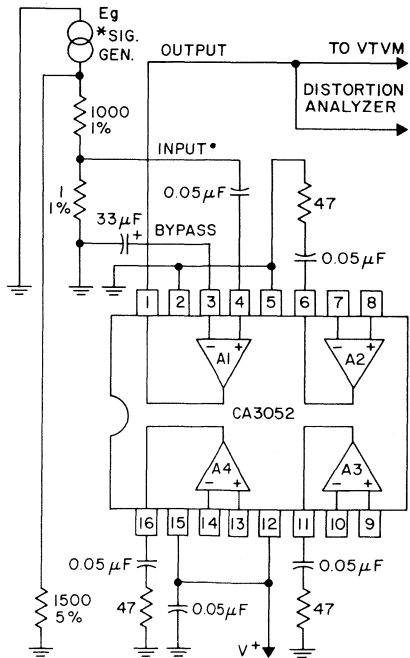 Eg
*SIG.
GEN.
OUTPUT
TO VTVM
DISTORTION
ANALYZER
1000
1%
INPUT•
0.05µF
47
1
1%
33µF
+
BYPASS
0.05µF
1 2 3 4 5 6 7 8
- + - +
A1 A2
CA3052
A4 A3
- + - +
16 15 14 13 12 11 10 9
0.05µF
0.05µF
1500
5%
47
0.05µF
47
V+